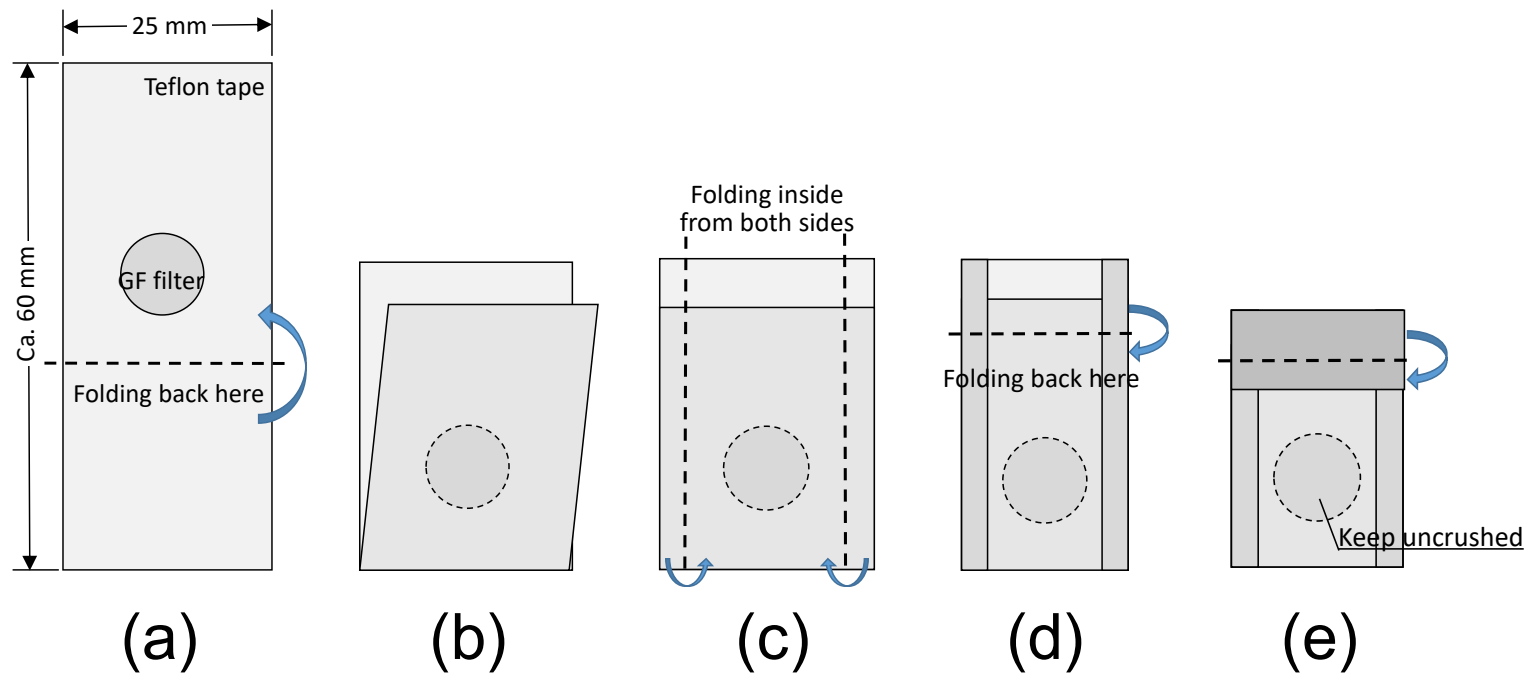 25 mm
Teflon tape
Ca. 60 mm
GF filter
Folding back here
Folding inside
from both sides
Folding back here
Keep uncrushed
(a)
(b)
(c)
(d)
(e)